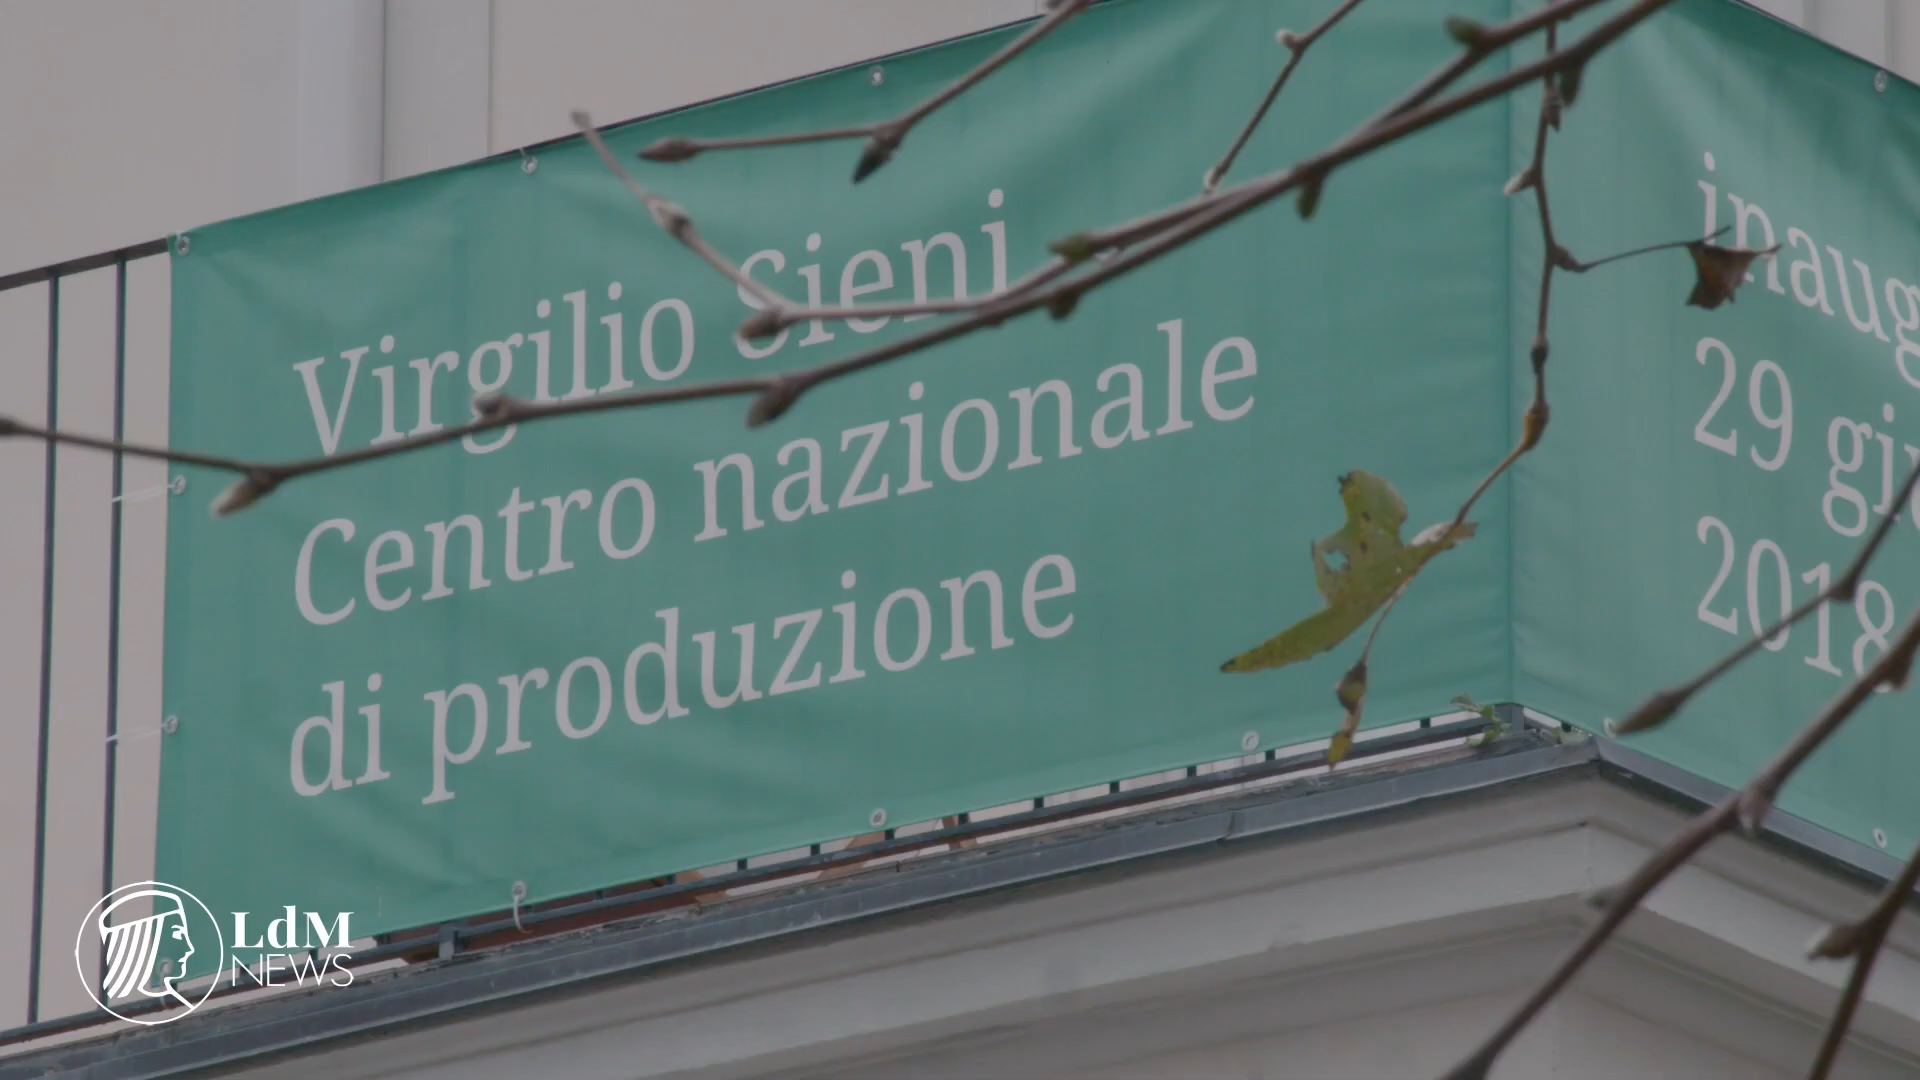 Virgilio Sieni
Centro nazionale
di produzione
29
2018
LdM
NEWS